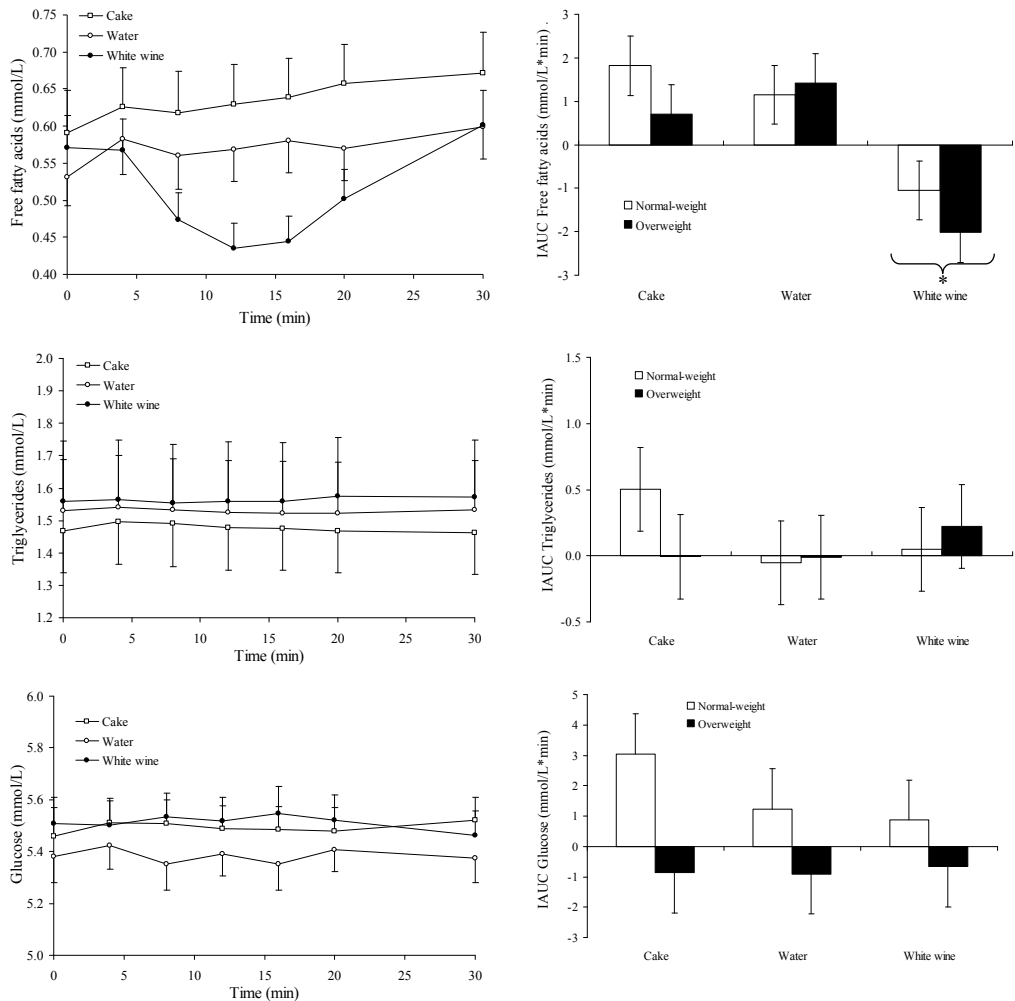 Free fatty acids (mmol/L)
0.75
0.70
0.65
0.60
0.55
0.50
0.45
0.40
Cake
Water
White wine
0 5 10 15 20 25 30
Time (min)
IAUC Free fatty acids (mmol/L*min) .
4
3
2
1
0
-1
-2
-3
Normal-weight
Overweight
*
Cake Water White wine
Triglycerides (mmol/L)
2.0
1.9
1.8
1.7
1.6
1.5
1.4
1.3
1.2
Cake
Water
White wine
0 5 10 15 20 25 30
Time (min)
IAUC Triglycerides (mmol/L*min)
1.5
1.0
0.5
0.0
-0.5
Normal-weight
Overweight
Cake Water White wine
Glucose (mmol/L)
6.0
5.8
5.6
5.4
5.2
5.0
Cake
Water
White wine
0 5 10 15 20 25 30
Time (min)
IAUC Glucose (mmol/L*min)
5
4
3
2
1
0
-1
-2
-3
Normal-weight
Overweight
Cake Water White wine